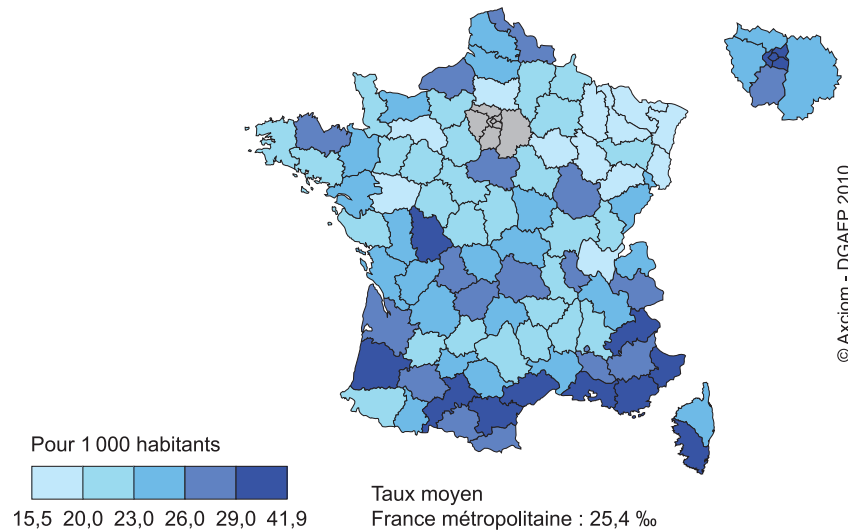 © Axciom - DGAFP 2010
Pour 1 000 habitants
15,5 20,0 23,0 26,0 29,0 41,9
Taux moyen
France métropolitaine : 25,4 ‰